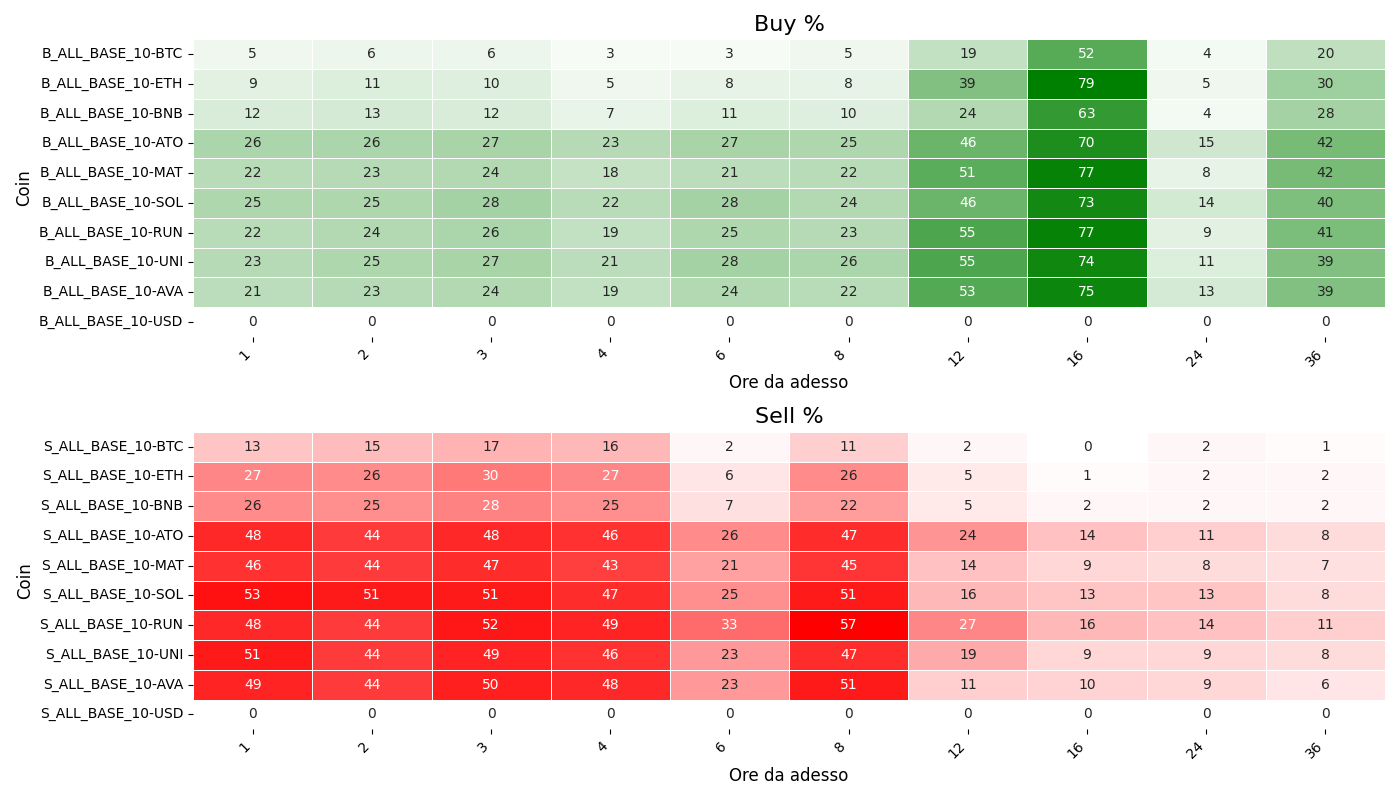 Buy %
Coin
B_ALL_BASE_10-BTC 5 6 6 3 3 5 19 52 4 20
B_ALL_BASE_10-ETH 9 11 10 5 8 8 39 79 5 30
B_ALL_BASE_10-BNB 12 13 12 7 11 10 24 63 4 28
B_ALL_BASE_10-ATO 26 26 27 23 27 25 46 70 15 42
B_ALL_BASE_10-MAT 22 23 24 18 21 22 51 77 8 42
B_ALL_BASE_10-SOL 25 25 28 22 28 24 46 73 14 40
B_ALL_BASE_10-RUN 22 24 26 19 25 23 55 77 9 41
B_ALL_BASE_10-UNI 23 25 27 21 28 26 55 74 11 39
B_ALL_BASE_10-AVA 21 23 24 19 24 22 53 75 13 39
B_ALL_BASE_10-USD 0 0 0 0 0 0 0 0 0 0
1 2 3 4 6 8 12 16 24 36
Ore da adesso
Sell %
Coin
S_ALL_BASE_10-BTC 13 15 17 16 2 11 2 0 2 1
S_ALL_BASE_10-ETH 27 26 30 27 6 26 5 1 2 2
S_ALL_BASE_10-BNB 26 25 28 25 7 22 5 2 2 2
S_ALL_BASE_10-ATO 48 44 48 46 26 47 24 14 11 8
S_ALL_BASE_10-MAT 46 44 47 43 21 45 14 9 8 7
S_ALL_BASE_10-SOL 53 51 51 47 25 51 16 13 13 8
S_ALL_BASE_10-RUN 48 44 52 49 33 57 27 16 14 11
S_ALL_BASE_10-UNI 51 44 49 46 23 47 19 9 9 8
S_ALL_BASE_10-AVA 49 44 50 48 23 51 11 10 9 6
S_ALL_BASE_10-USD 0 0 0 0 0 0 0 0 0 0
1 2 3 4 6 8 12 16 24 36
Ore da adesso